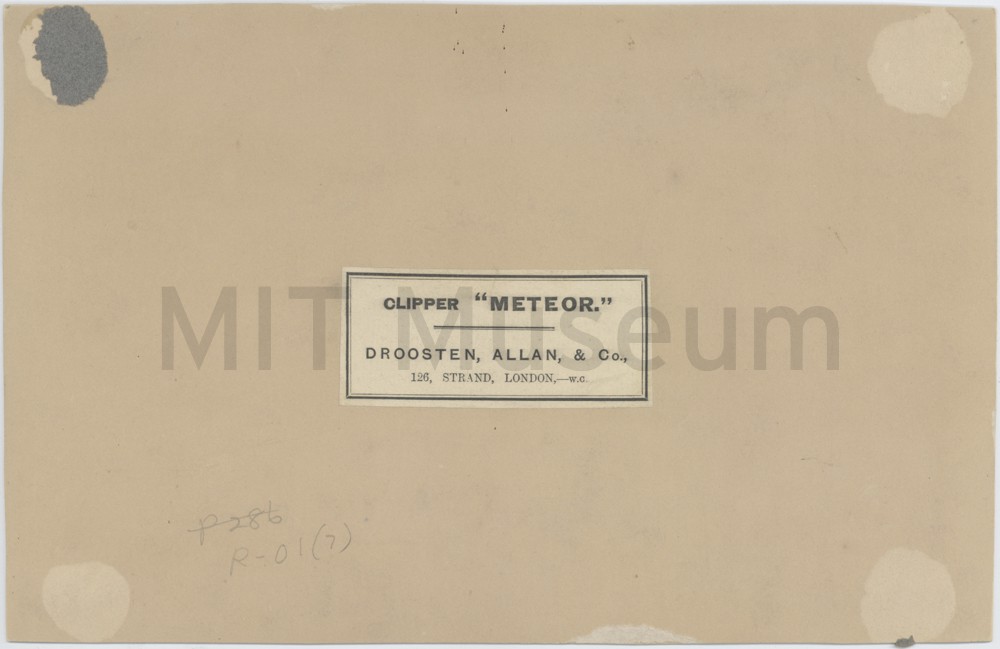 CLIPPER “METEOR.”
DROOSTEN, ALLAN, & Co.,
126, STRAND, LONDON,—W.C.
MIT Museum
P286
R-01(7)